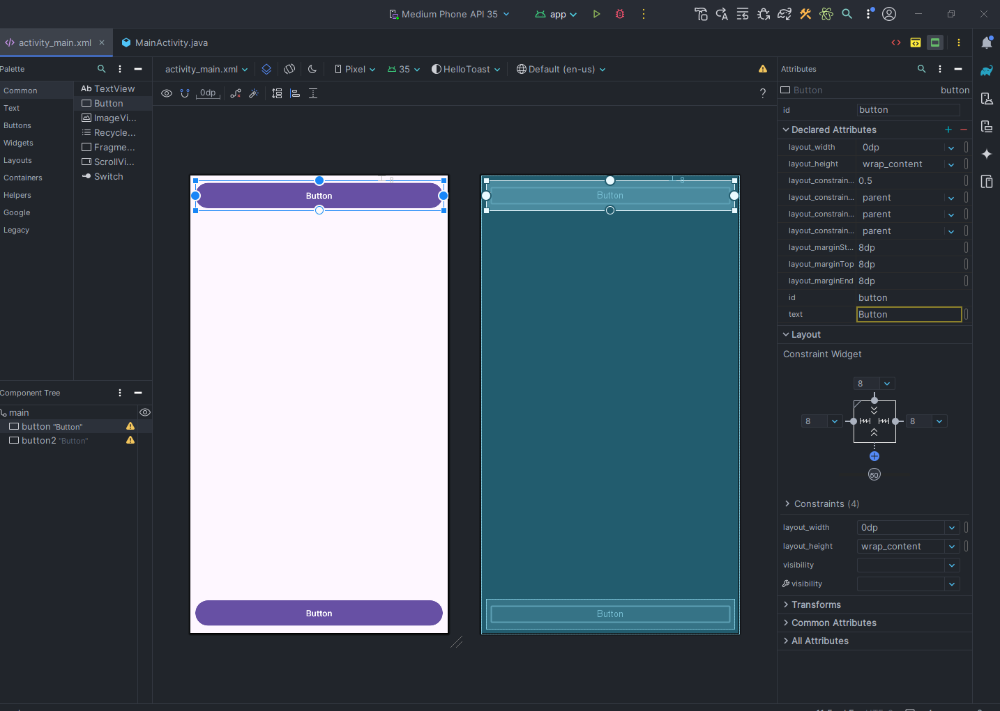 Medium Phone API 35
app
activity_main.xml
MainActivity.java
Palette
activity_main.xml
Pixel
35
HelloToast
Default (en-us)
Attributes
Common
Text
Buttons
Widgets
Layouts
Containers
Helpers
Google
Legacy
Ab TextView
Button
ImageVi...
Recycle...
Fragme...
ScrollVi...
Switch
0dp
?
Button
Button
8
8
Button
Button
Component Tree
main
button "Button"
button2 "Button"
Button button
id button
Declared Attributes
layout_width 0dp
layout_height wrap_content
layout_constrain... 0.5
layout_constrain... parent
layout_constrain... parent
layout_constrain... parent
layout_marginSt... 8dp
layout_marginTop 8dp
layout_marginEnd 8dp
id button
text Button
Layout
Constraint Widget
8
8 8
50
Constraints (4)
layout_width 0dp
layout_height wrap_content
visibility
visibility
Transforms
Common Attributes
All Attributes